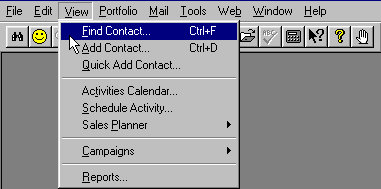 File Edit View Portfolio Mail Tools Web Window Help
Find Contact... Ctrl+F
Add Contact... Ctrl+D
Quick Add Contact...
Activities Calendar...
Schedule Activity...
Sales Planner
Campaigns
Reports...